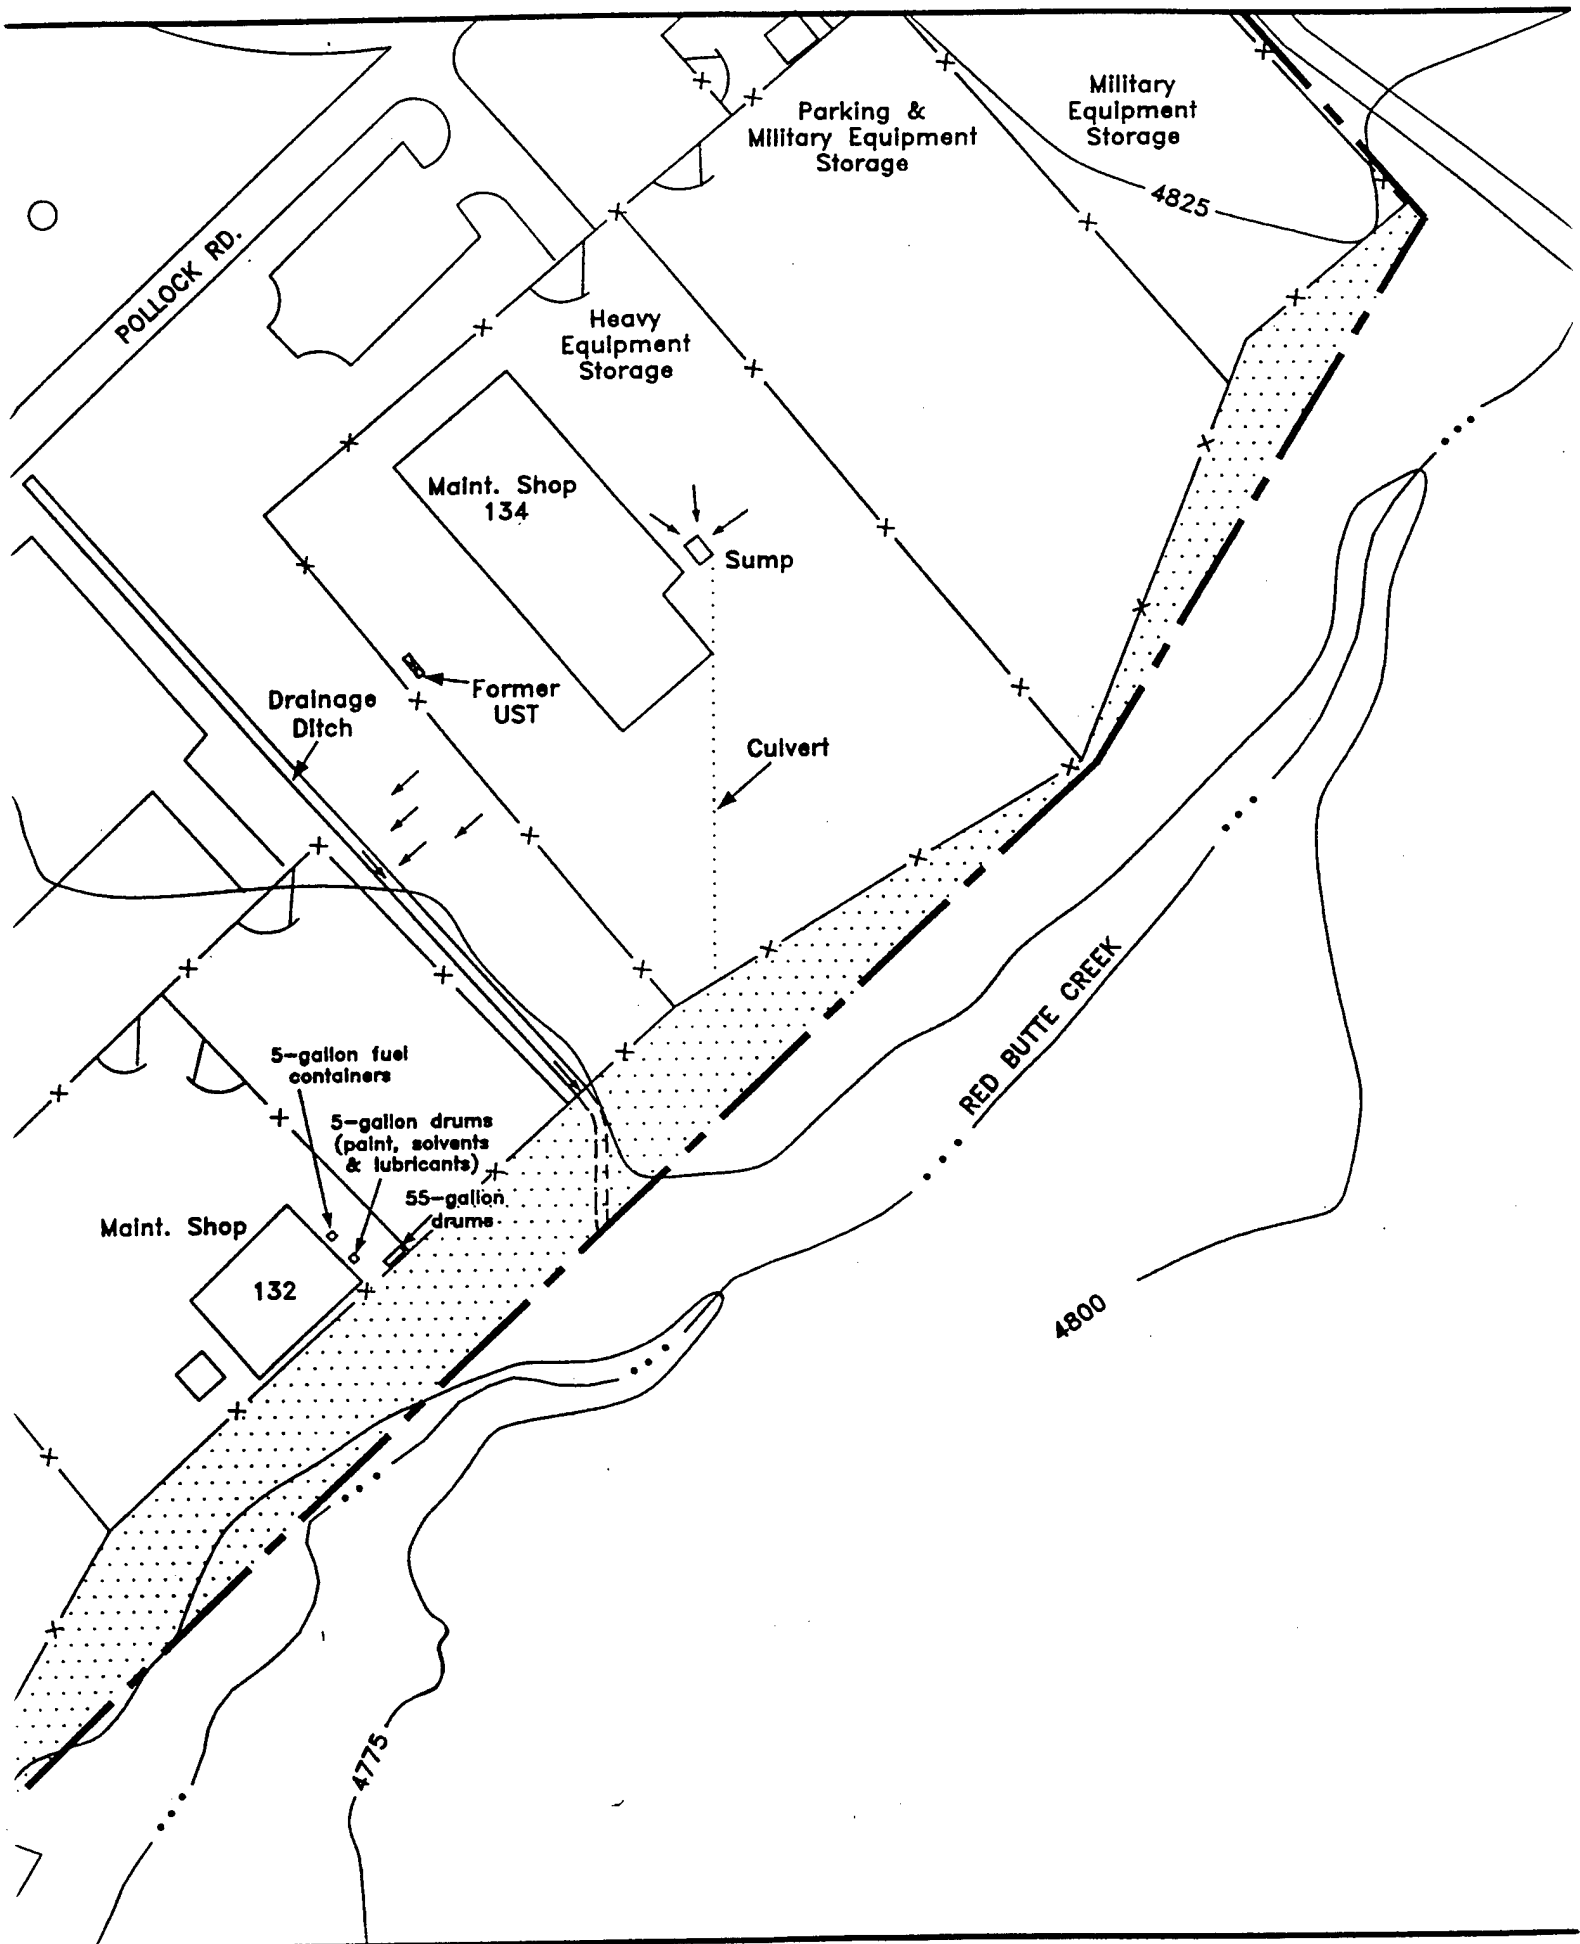 Military
Equipment
Storage
Parking &
Military Equipment
Storage
4825
POLLOCK RD.
Heavy
Equipment
Storage
Maint. Shop
134
Sump
Former
UST
Drainage
Ditch
Culvert
RED BUTTE CREEK
5-gallon fuel
containers
5-gallon drums
(paint, solvents
& lubricants)
55-gallon
drums
Maint. Shop
132
4800
4775